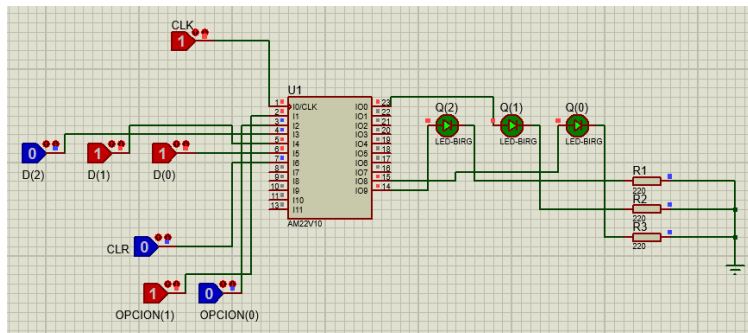 CLK
1
U1
1 I0/CLK IO0 23
2 I1 IO1 22
3 I2 IO2 21
4 I3 IO3 20
5 I4 IO4 19
6 I5 IO5 18
7 I6 IO6 17
8 I7 IO7 16
9 I8 IO8 15
10 I9 IO9 14
11 I10
13 I11
AM22V10
Q(2) Q(1) Q(0)
LED-BIRG LED-BIRG LED-BIRG
0 1 1
D(2) D(1) D(0)
R1
220
R2
220
R3
220
CLR 0
1 0
OPCION(1) OPCION(0)